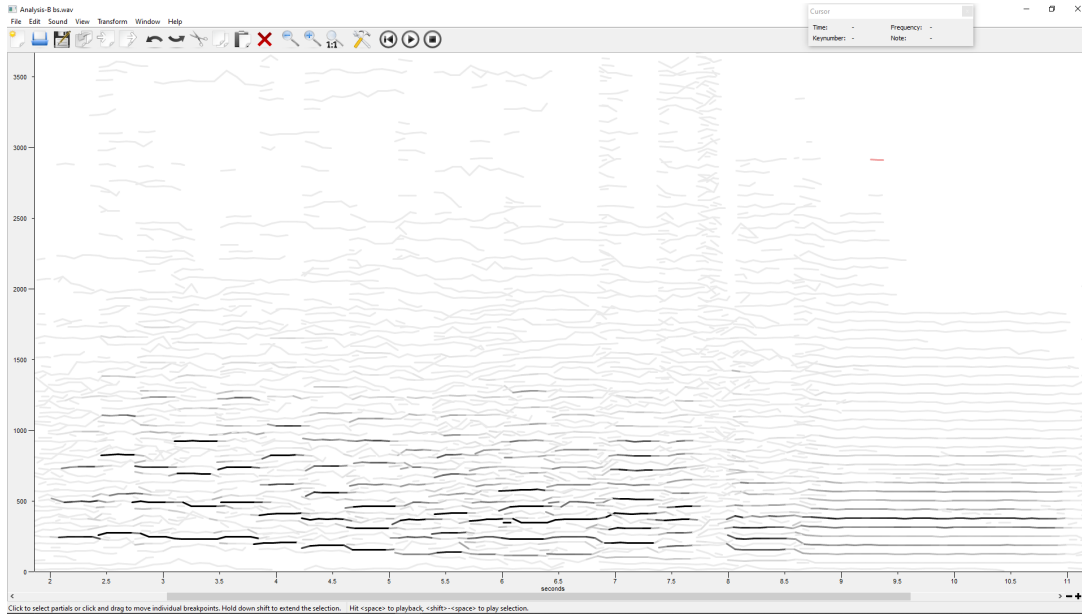 Analysis-B bs.wav
File Edit Sound View Transform Window Help
1:1
Cursor
Time: - Frequency: -
Keynumber: - Note: -
3500
3000
2500
2000
1500
1000
500
0
2 2.5 3 3.5 4 4.5 5 5.5 6 6.5 7 7.5 8 8.5 9 9.5 10 10.5 11
seconds
Click to select partials or click and drag to move individual breakpoints. Hold down shift to extend the selection. Hit <space> to playback, <shift>-<space> to play selection.